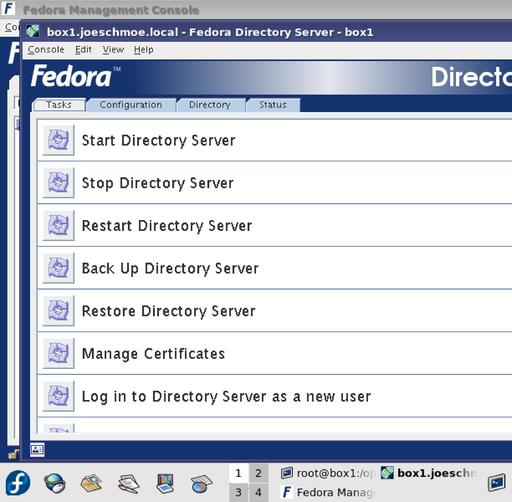 Fedora Management Console
box1.joeschmoe.local - Fedora Directory Server - box1
Console Edit View Help
Fedora™
Tasks Configuration Directory Status
Start Directory Server
Stop Directory Server
Restart Directory Server
Back Up Directory Server
Restore Directory Server
Manage Certificates
Log in to Directory Server as a new user
1 2 root@box1:/op box1.joesch
3 4 Fedora Manag